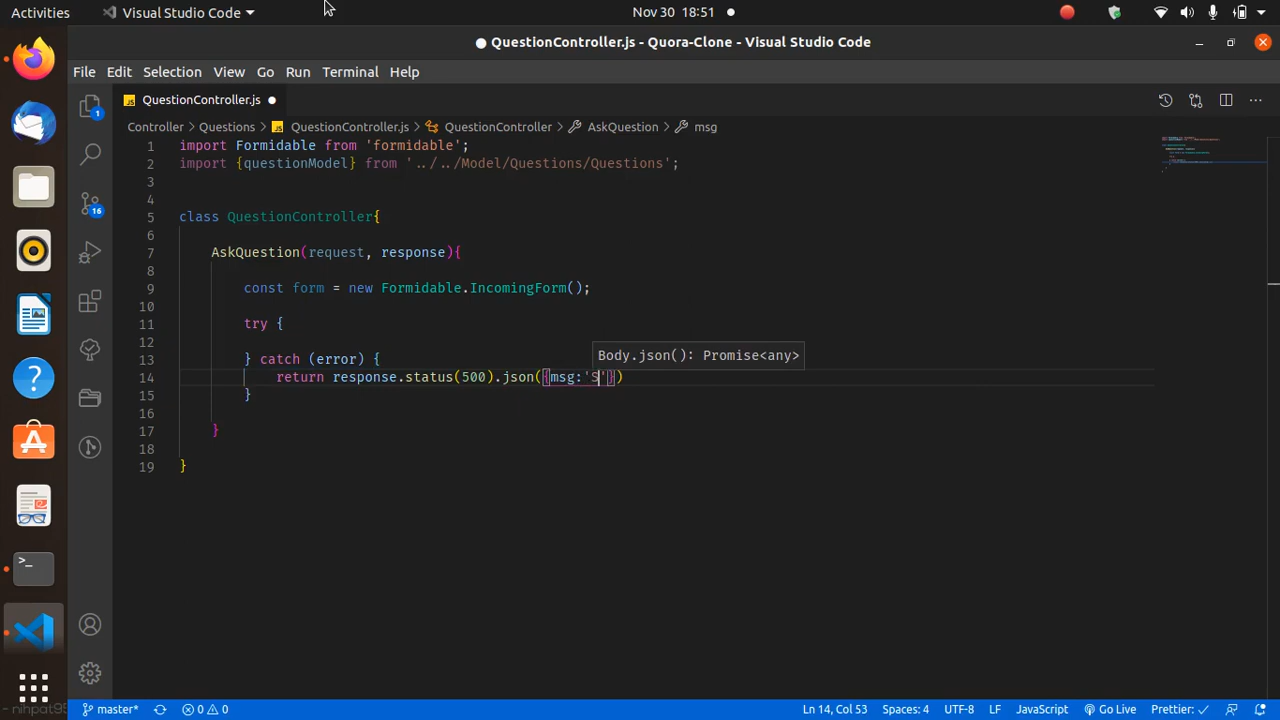 Activities
Visual Studio Code
Nov 30 18:51
QuestionController.js - Quora-Clone - Visual Studio Code
File Edit Selection View Go Run Terminal Help
JS QuestionController.js
Controller > Questions > JS QuestionController.js > QuestionController > AskQuestion > msg
1 import Formidable from 'formidable';
2 import {questionModel} from '../../Model/Questions/Questions';
3
4
5 class QuestionController{
6
7 AskQuestion(request, response){
8
9 const form = new Formidable.IncomingForm();
10
11 try {
12
Body.json(): Promise<any>
13 } catch (error) {
14 return response.status(500).json({msg:'S'})
15 }
16
17 }
18
19 }
1
16
master*
0 0
Ln 14, Col 53
Spaces: 4
UTF-8
LF
JavaScript
Go Live
Prettier: ✓